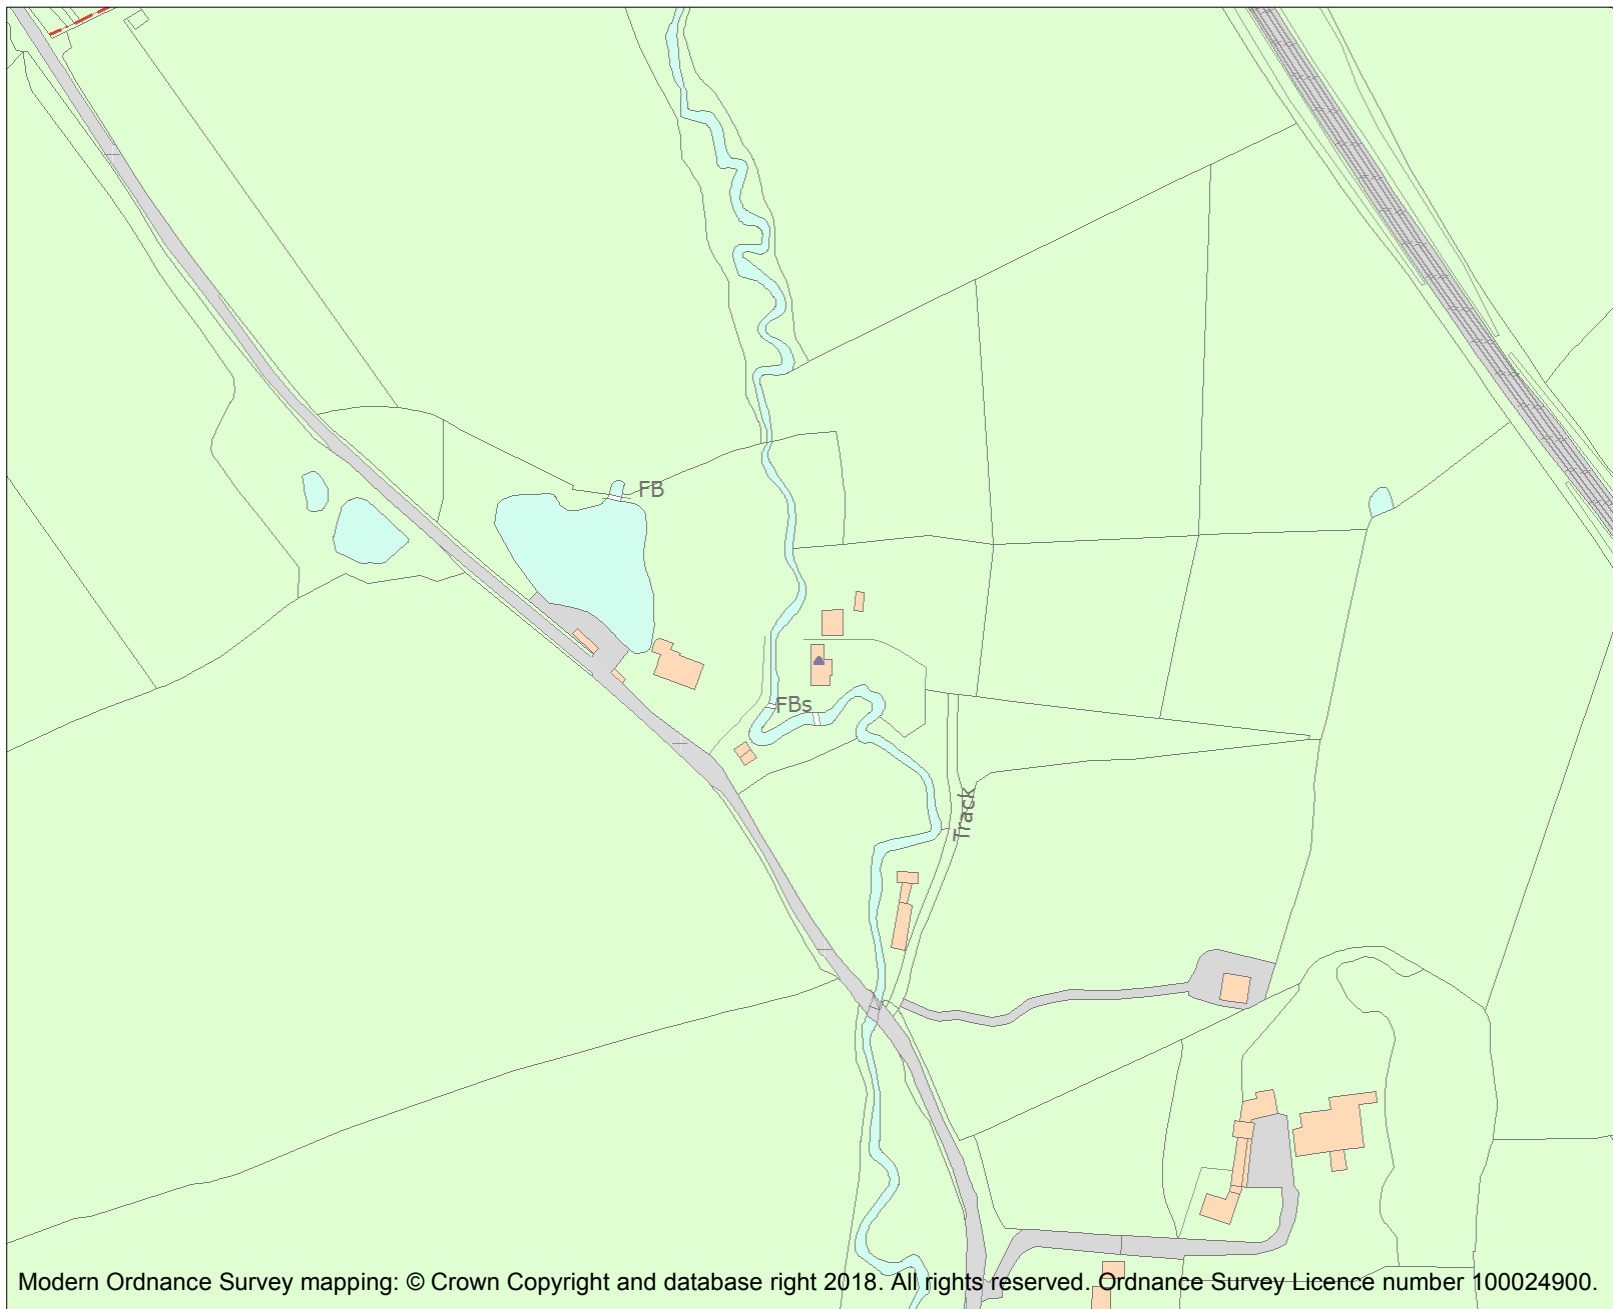 FB
FBs
Track
Modern Ordnance Survey mapping: © Crown Copyright and database right 2018. All rights reserved. Ordnance Survey Licence number 100024900.